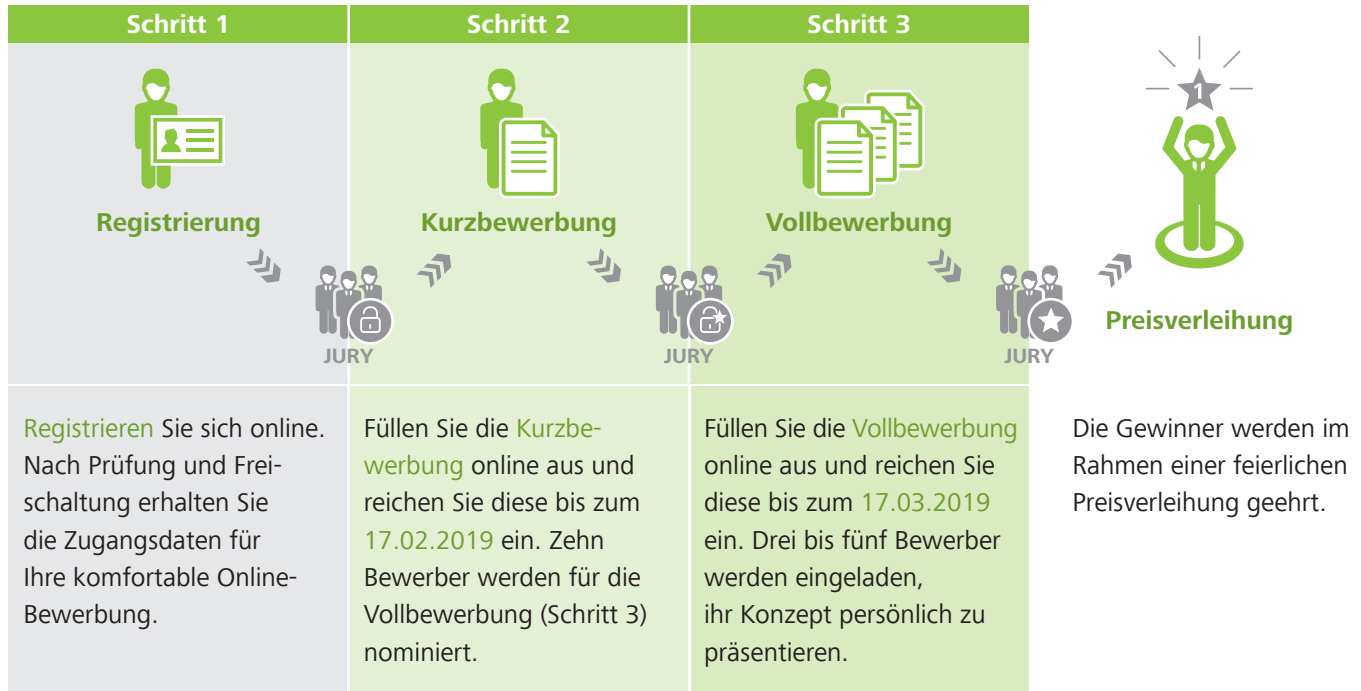 Schritt 1
Schritt 2
Schritt 3
1
Registrierung
Kurzbewerbung
Vollbewerbung
JURY
JURY
JURY
Preisverleihung
Registrieren Sie sich online.
Nach Prüfung und Frei-
schaltung erhalten Sie
die Zugangsdaten für
Ihre komfortable Online-
Bewerbung.
Füllen Sie die Kurzbe-
werbung online aus und
reichen Sie diese bis zum
17.02.2019 ein. Zehn
Bewerber werden für die
Vollbewerbung (Schritt 3)
nominiert.
Füllen Sie die Vollbewerbung
online aus und reichen Sie
diese bis zum 17.03.2019
ein. Drei bis fünf Bewerber
werden eingeladen,
ihr Konzept persönlich zu
präsentieren.
Die Gewinner werden im
Rahmen einer feierlichen
Preisverleihung geehrt.